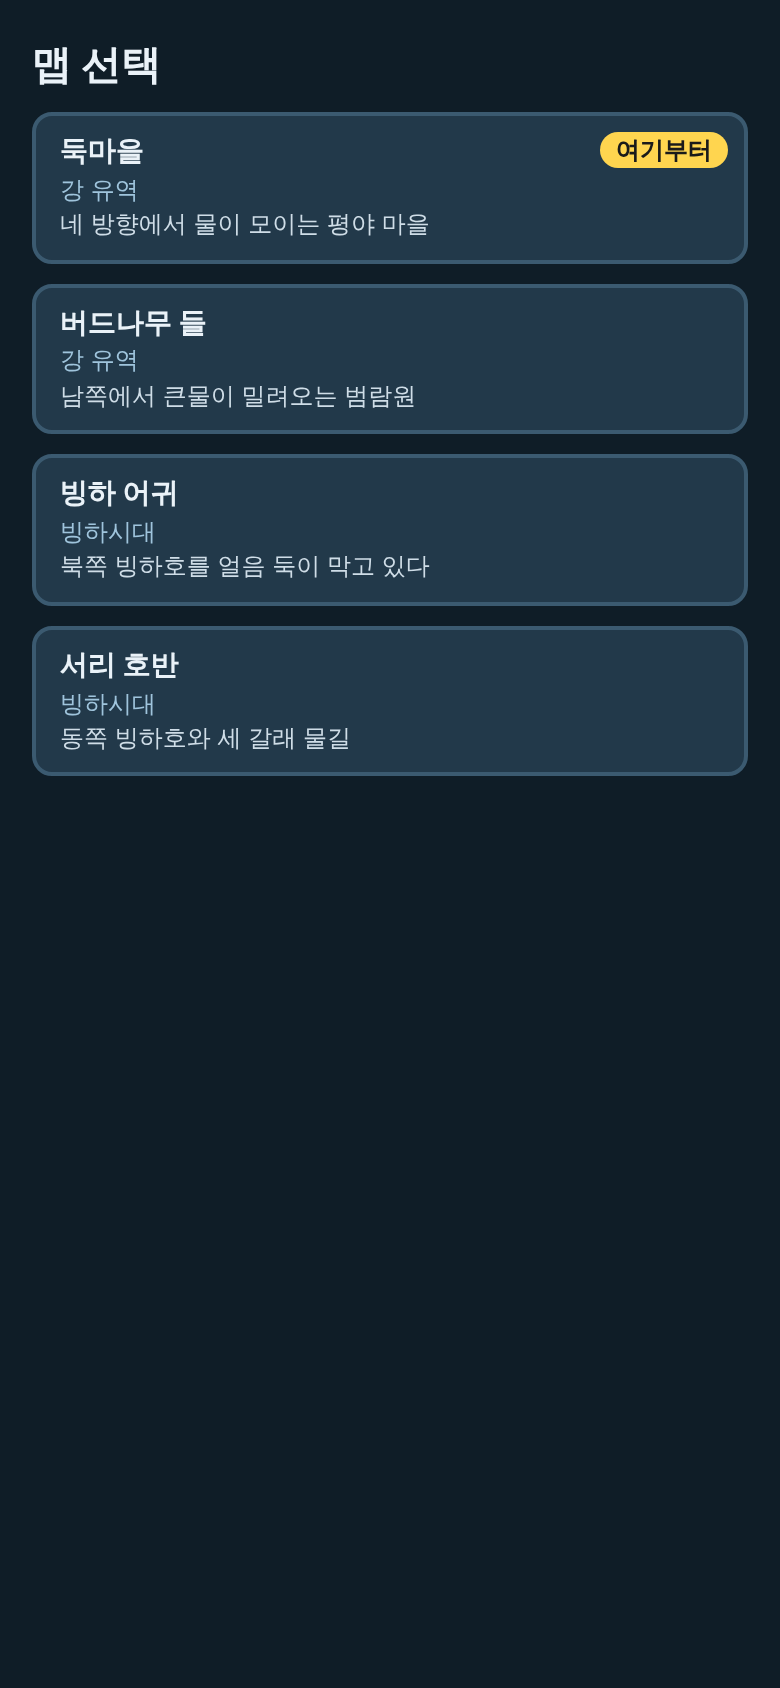 맵 선택
둑마을
여기부터
강 유역
네 방향에서 물이 모이는 평야 마을
버드나무 들
강 유역
남쪽에서 큰물이 밀려오는 범람원
빙하 어귀
빙하시대
북쪽 빙하호를 얼음 둑이 막고 있다
서리 호반
빙하시대
동쪽 빙하호와 세 갈래 물길